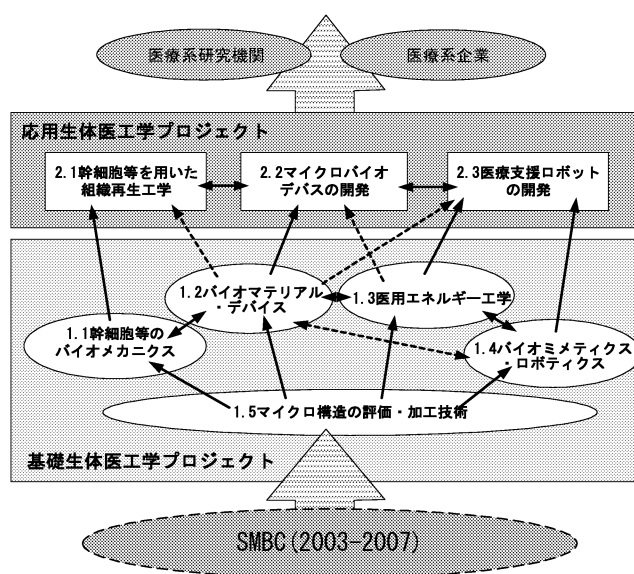 医療系研究機関
医療系企業
応用生体医工学プロジェクト
2.1幹細胞等を用いた
組織再生工学
2.2マイクロバイオ
デバスの開発
2.3医療支援ロボット
の開発
1.2バイオマテリアル
・デバイス
1.3医用エネルギー工学
1.1幹細胞等の
バイオメカニクス
1.4バイオミメティクス
・ロボティクス
1.5マイクロ構造の評価・加工技術
基礎生体医工学プロジェクト
SMBC(2003-2007)